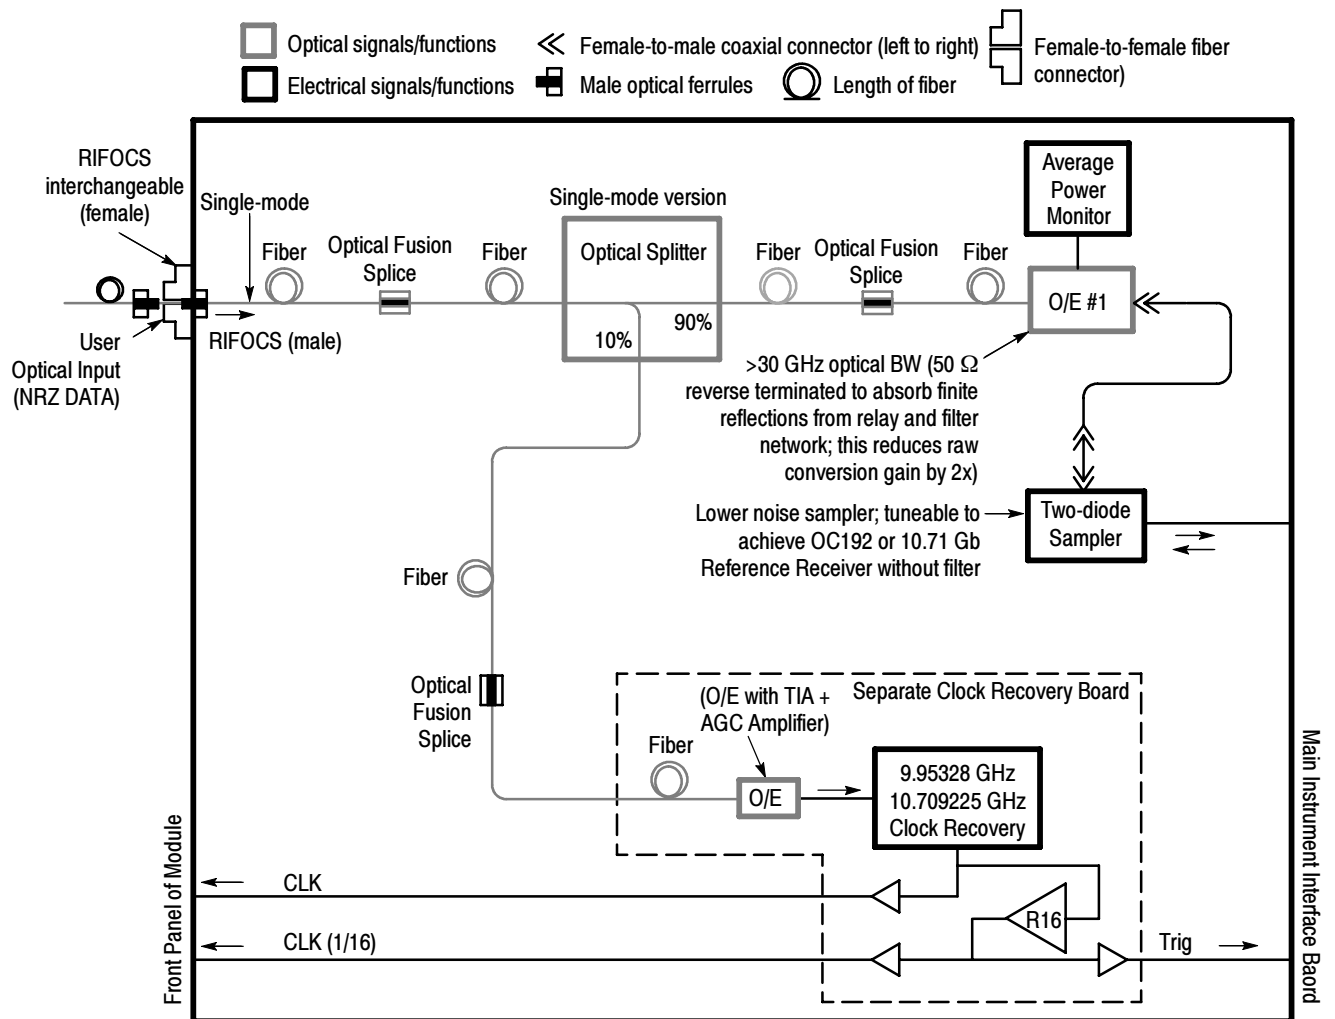 Optical signals/functions
Electrical signals/functions
Female-to-male coaxial connector (left to right)
Male optical ferrules
Length of fiber
Female-to-female fiber
connector)
RIFOCS
interchangeable
(female)
Single-mode
Fiber
Optical Fusion
Splice
Fiber
Single-mode version
Optical Splitter
90%
10%
Fiber
Optical Fusion
Splice
Fiber
Average
Power
Monitor
O/E #1
RIFOCS (male)
User
Optical Input
(NRZ DATA)
>30 GHz optical BW (50 Ω
reverse terminated to absorb finite
reflections from relay and filter
network; this reduces raw
conversion gain by 2x)
Lower noise sampler; tuneable to
achieve OC192 or 10.71 Gb
Reference Receiver without filter
Two-diode
Sampler
Fiber
Optical
Fusion
Splice
(O/E with TIA +
AGC Amplifier)
Separate Clock Recovery Board
Fiber
O/E
9.95328 GHz
10.709225 GHz
Clock Recovery
CLK
R16
CLK (1/16)
Trig
Front Panel of Module
Main Instrument Interface Baord